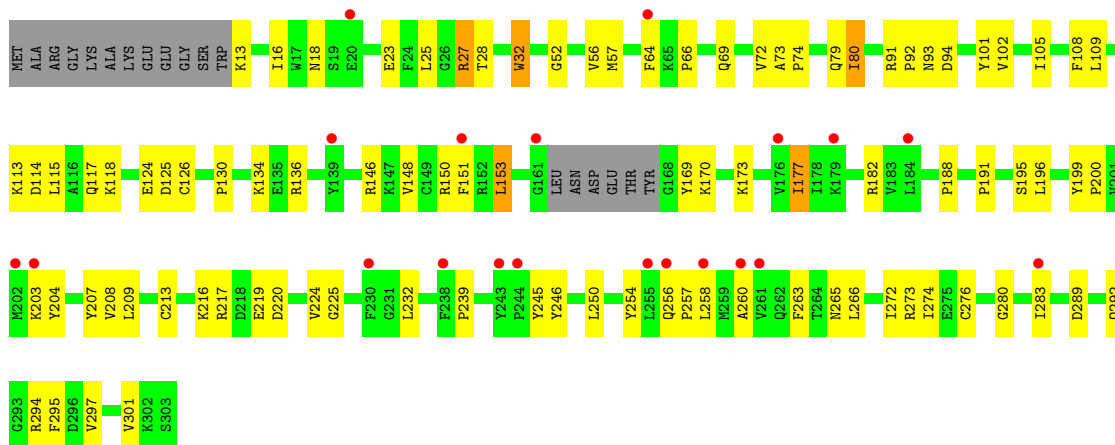 MET ALA ARG GLY LYS ALA LYS GLU GLU GLY SER TRP K13 I16 W17 N18 S19 E20 E23 F24 L25 G26 R27 T28 W32 G52 V56 M57 F64 K65 P66 Q69 V72 A73 P74 Q79 I80 R91 P92 N93 D94 Y101 V102 I105 F108 L109
K113 D114 L115 A116 Q117 K118 E124 D125 C126 P130 K134 E135 R136 Y139 R146 K147 V148 C149 R150 F151 R152 L153 G161 LEU ASN ASP GLU THR TYR G168 Y169 K170 K173 V176 I177 I178 K179 R182 V183 L184 P188 P191 S195 L196 Y199 P200
M202 K203 Y204 Y207 V208 L209 C213 K216 R217 D218 E219 D220 V224 G225 F230 G231 L232 F238 P239 Y243 P244 Y245 Y246 L250 Y254 L255 Q256 P257 L258 M259 A260 V261 Q262 F263 T264 N265 L266 I272 R273 I274 E275 C276 G280 I283 D289
G293 R294 F295 D296 V297 V301 K302 S303